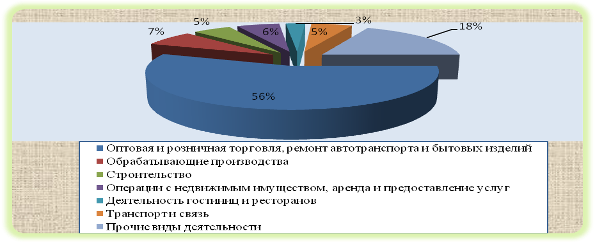 5%
3%
7%
6%
5%
18%
56%
Оптовая и розничная торговля, ремонт автотранспорта и бытовых изделий
Обрабатывающие производства
Строительство
Операции с недвижимым имуществом, аренда и предоставление услуг
Деятельность гостиниц и ресторанов
Транспорт и связь
Прочие виды деятельности